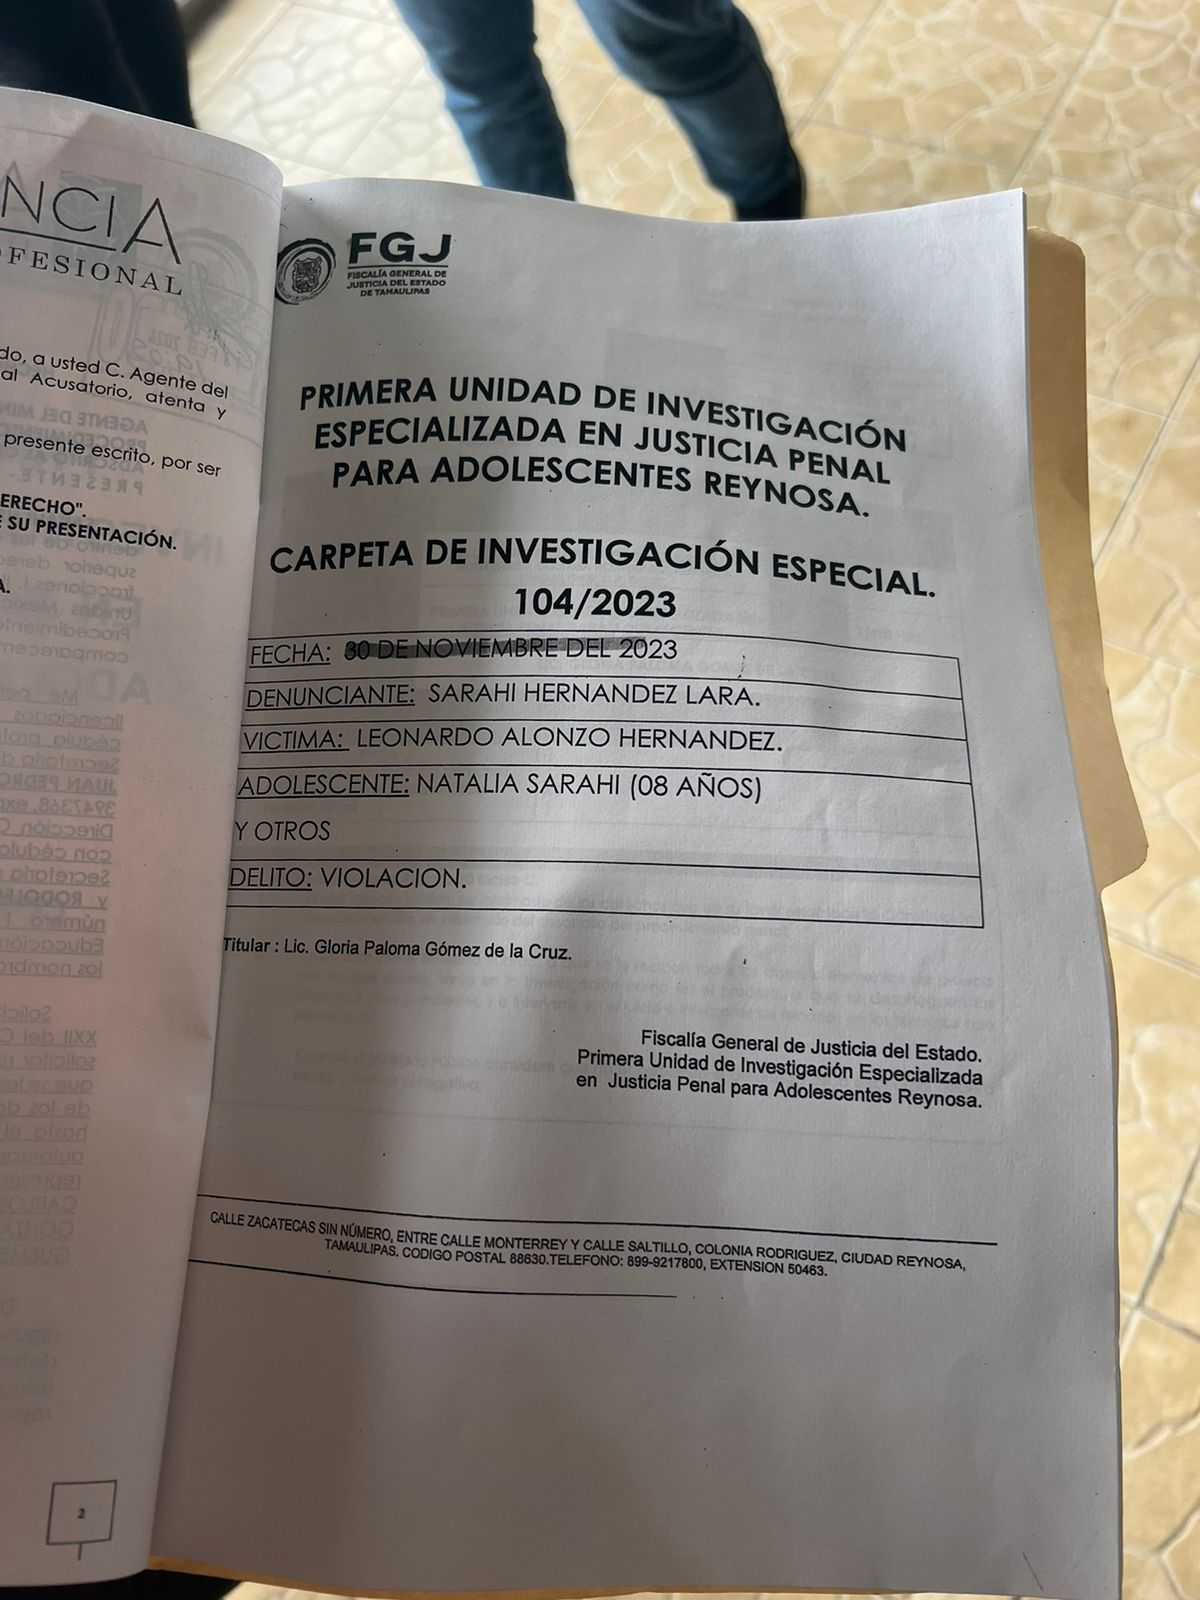 NCIA
OFESIONAL
do, a usted C. Agente del
al Acusatorio, atenta y
presente escrito, por ser
ERECHO".
E SU PRESENTACIÓN.
A.
2
FGJ
FISCALÍA GENERAL DE
JUSTICIA DEL ESTADO
DE TAMAULIPAS
PRIMERA UNIDAD DE INVESTIGACIÓN
ESPECIALIZADA EN JUSTICIA PENAL
PARA ADOLESCENTES REYNOSA.
CARPETA DE INVESTIGACIÓN ESPECIAL.
104/2023
FECHA: 30 DE NOVIEMBRE DEL 2023
DENUNCIANTE: SARAHI HERNANDEZ LARA.
VICTIMA: LEONARDO ALONZO HERNANDEZ.
ADOLESCENTE: NATALIA SARAHI (08 AÑOS)
Y OTROS
DELITO: VIOLACION.
Titular : Lic. Gloria Paloma Gómez de la Cruz.
Fiscalía General de Justicia del Estado.
Primera Unidad de Investigación Especializada
en Justicia Penal para Adolescentes Reynosa.
CALLE ZACATECAS SIN NÚMERO, ENTRE CALLE MONTERREY Y CALLE SALTILLO, COLONIA RODRIGUEZ, CIUDAD REYNOSA,
TAMAULIPAS. CODIGO POSTAL 88630.TELEFONO: 899-9217800, EXTENSION 50463.